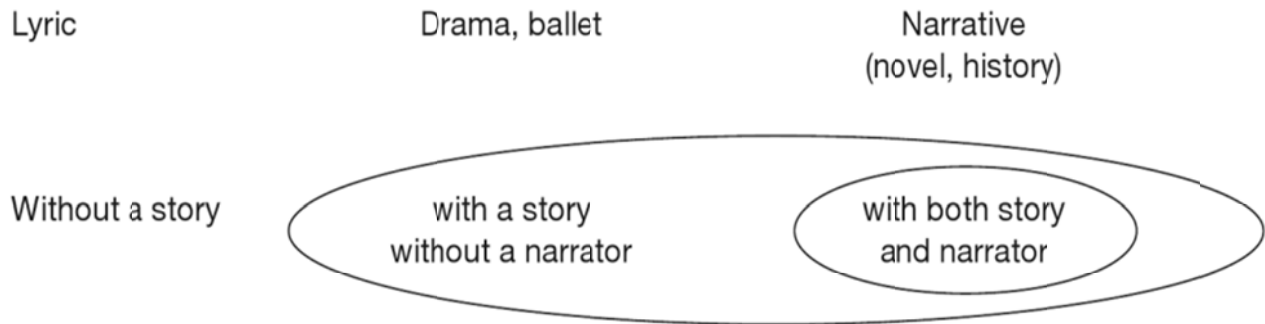 Lyric
Drama, ballet
Narrative
(novel, history)
Without a story
with a story
without a narrator
with both story
and narrator